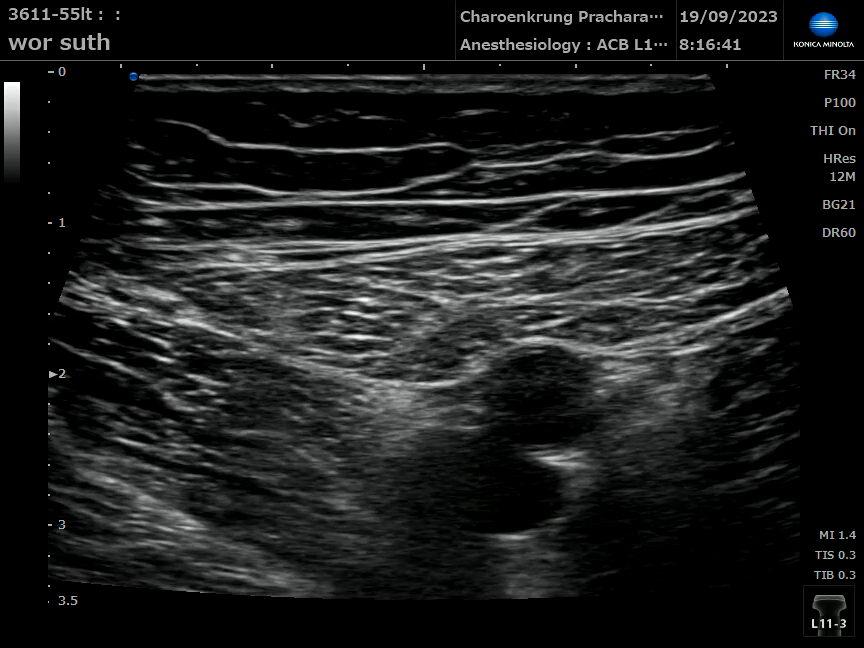 3611-55lt : :
wor suth
Charoenkrung Prachara···
Anesthesiology : ACB L1···
19/09/2023
8:16:41
KONICA MINOLTA
FR34
P100
THI On
HRes
12M
BG21
DR60
0
1
2
3
3.5
MI 1.4
TIS 0.3
TIB 0.3
L11-3